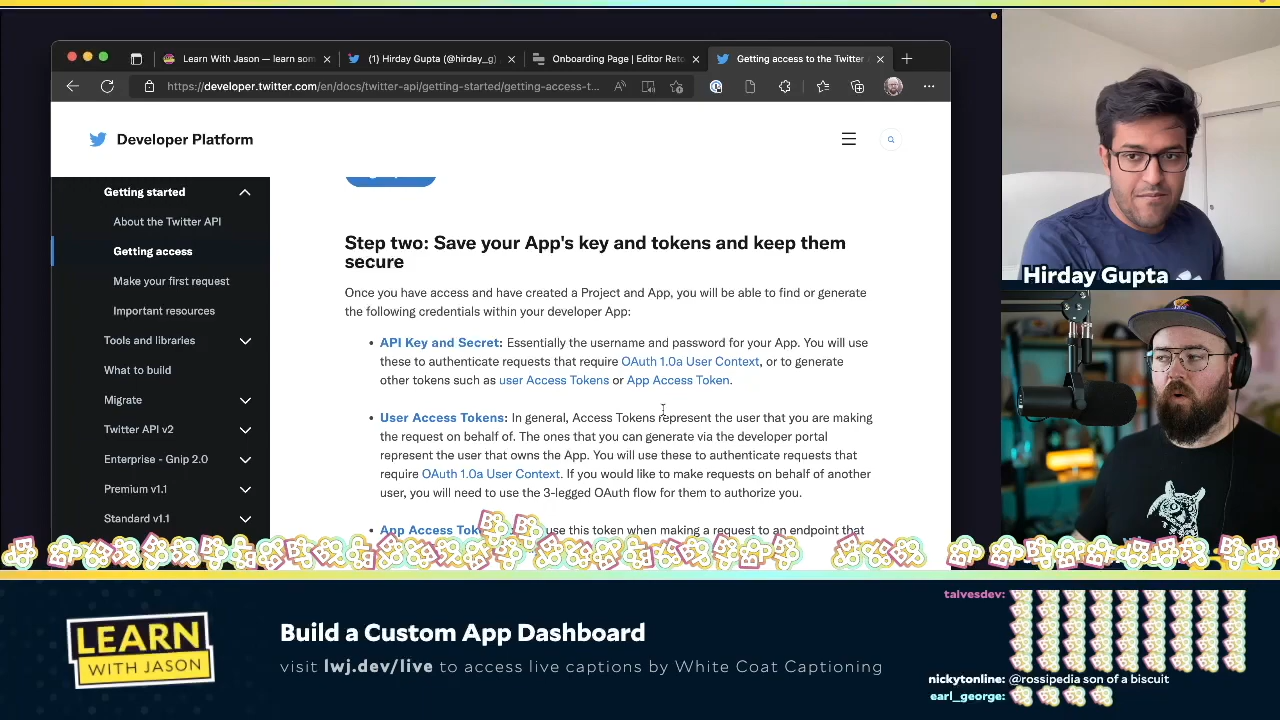 Learn With Jason — learn som
(1) Hirday Gupta (@hirday_g)
Onboarding Page | Editor Reto
Getting access to the Twitter
https://developer.twitter.com/en/docs/twitter-api/getting-started/getting-access-t...
Developer Platform
Getting started
About the Twitter API
Getting access
Make your first request
Important resources
Tools and libraries
What to build
Migrate
Twitter API v2
Enterprise - Gnip 2.0
Premium v1.1
Standard v1.1
Step two: Save your App's key and tokens and keep them
secure
Once you have access and have created a Project and App, you will be able to find or generate
the following credentials within your developer App:
• API Key and Secret: Essentially the username and password for your App. You will use
these to authenticate requests that require OAuth 1.0a User Context, or to generate
other tokens such as user Access Tokens or App Access Token.
• User Access Tokens: In general, Access Tokens represent the user that you are making
the request on behalf of. The ones that you can generate via the developer portal
represent the user that owns the App. You will use these to authenticate requests that
require OAuth 1.0a User Context. If you would like to make requests on behalf of another
user, you will need to use the 3-legged OAuth flow for them to authorize you.
• App Access use this token when making a request to an endpoint that
Hirday Gupta
LEARN
WITH JASON
Build a Custom App Dashboard
visit lwj.dev/live to access live captions by White Coat Captioning
talvesdev:
nickytonline: @rossipedia son of a biscuit
earl_george: